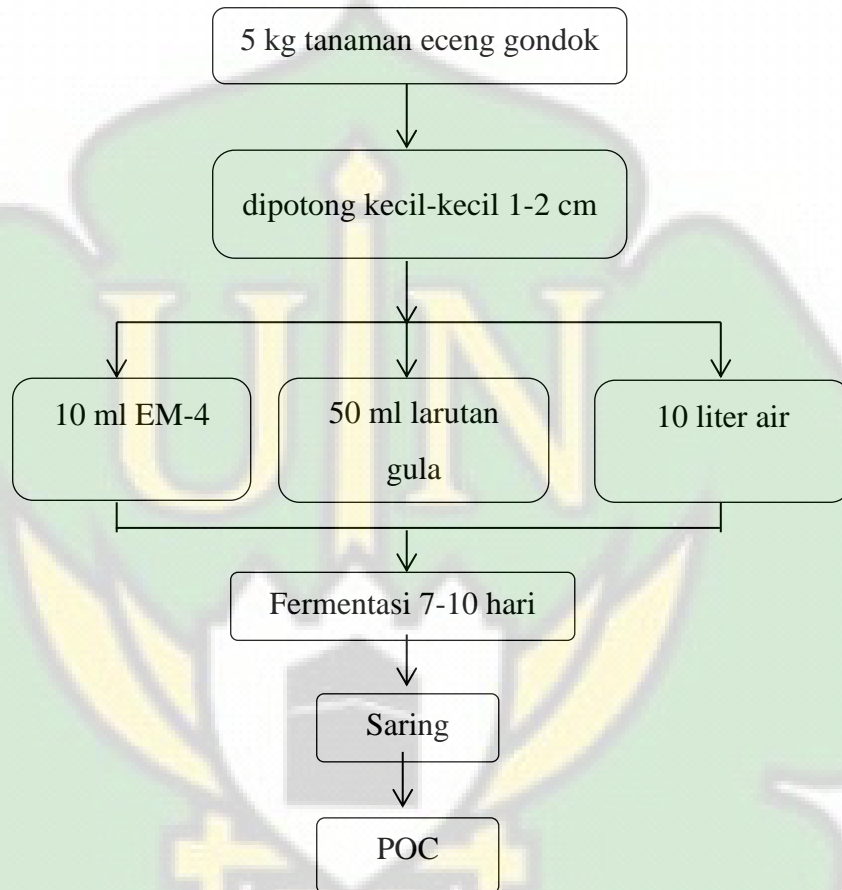 5 kg tanaman eceng gondok
dipotong kecil-kecil 1-2 cm
10 ml EM-4
50 ml larutan
gula
10 liter air
Fermentasi 7-10 hari
Saring
POC
UIN